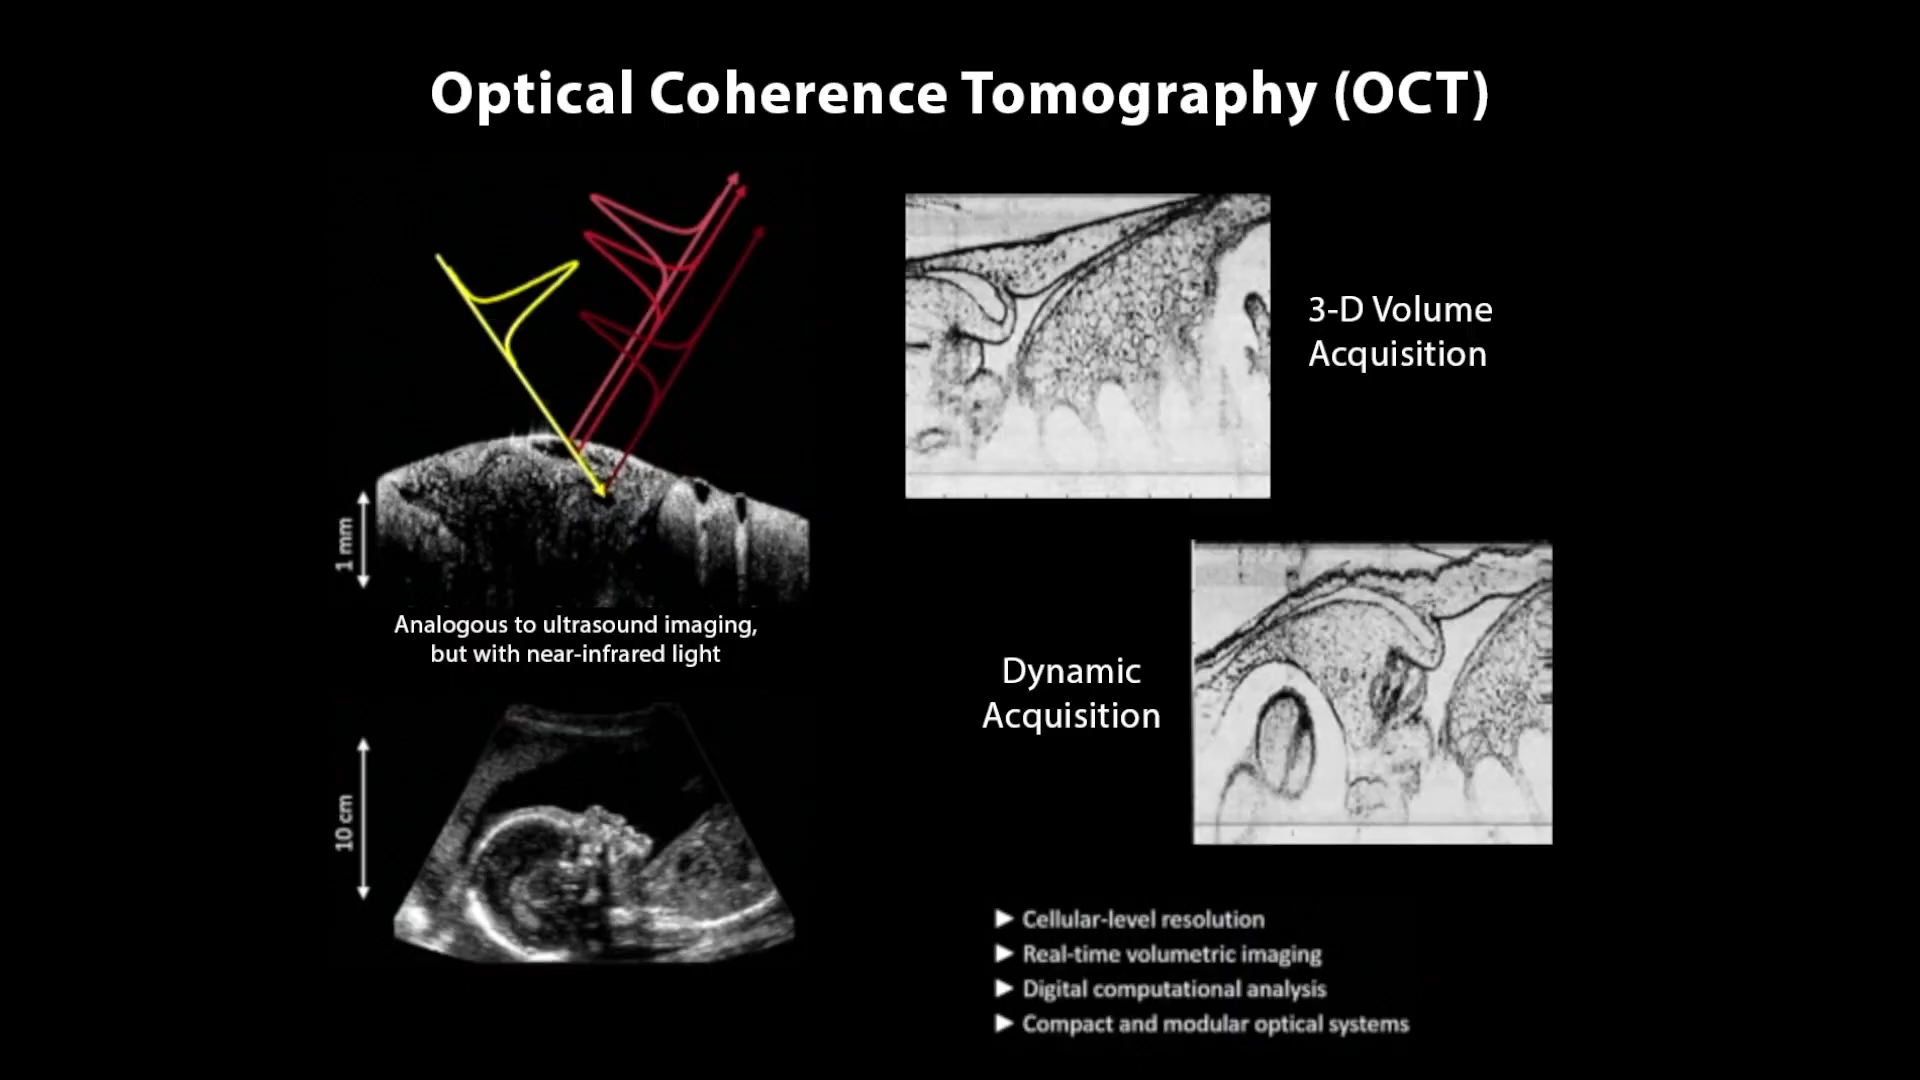 Optical Coherence Tomography (OCT)
1 mm
Analogous to ultrasound imaging,
but with near-infrared light
10 cm
3-D Volume
Acquisition
Dynamic
Acquisition
► Cellular-level resolution
► Real-time volumetric imaging
► Digital computational analysis
► Compact and modular optical systems